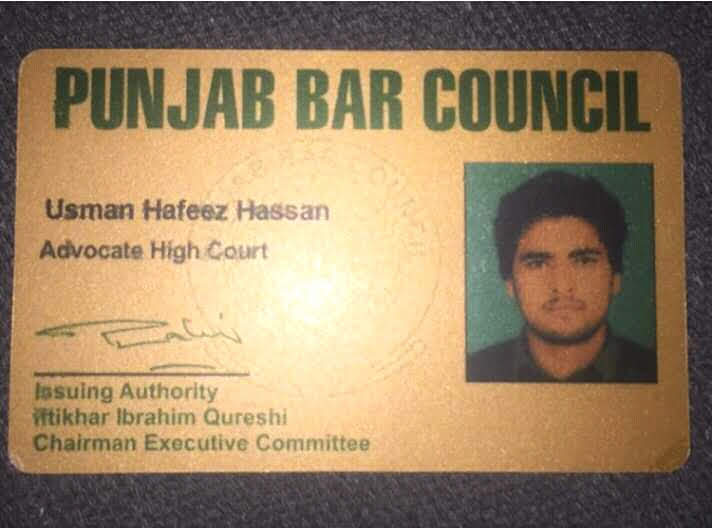 PUNJAB BAR COUNCIL
Usman Hafeez Hassan
Advocate High Court
Issuing Authority
Iftikhar Ibrahim Qureshi
Chairman Executive Committee